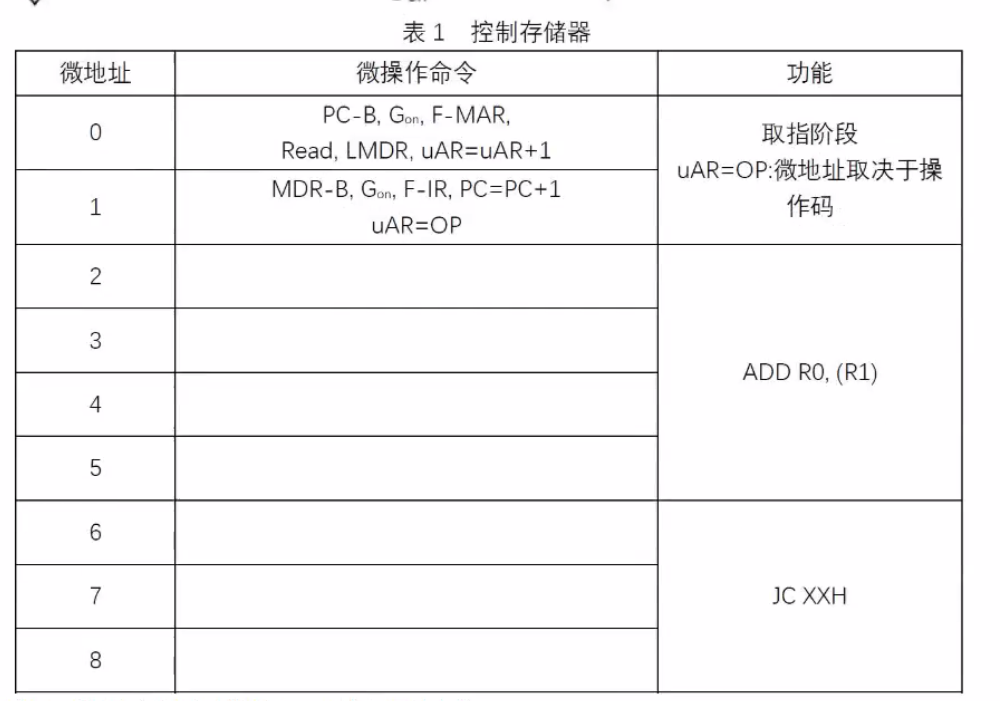 表 1 控制存储器
微地址 微操作命令 功能
0
PC-B, Gon, F-MAR,
Read, LMDR, uAR=uAR+1
1
MDR-B, Gon, F-IR, PC=PC+1
uAR=OP
取指阶段
uAR=OP:微地址取决于操
作码
2
3
4
5
ADD R0, (R1)
6
7
8
JC XXH